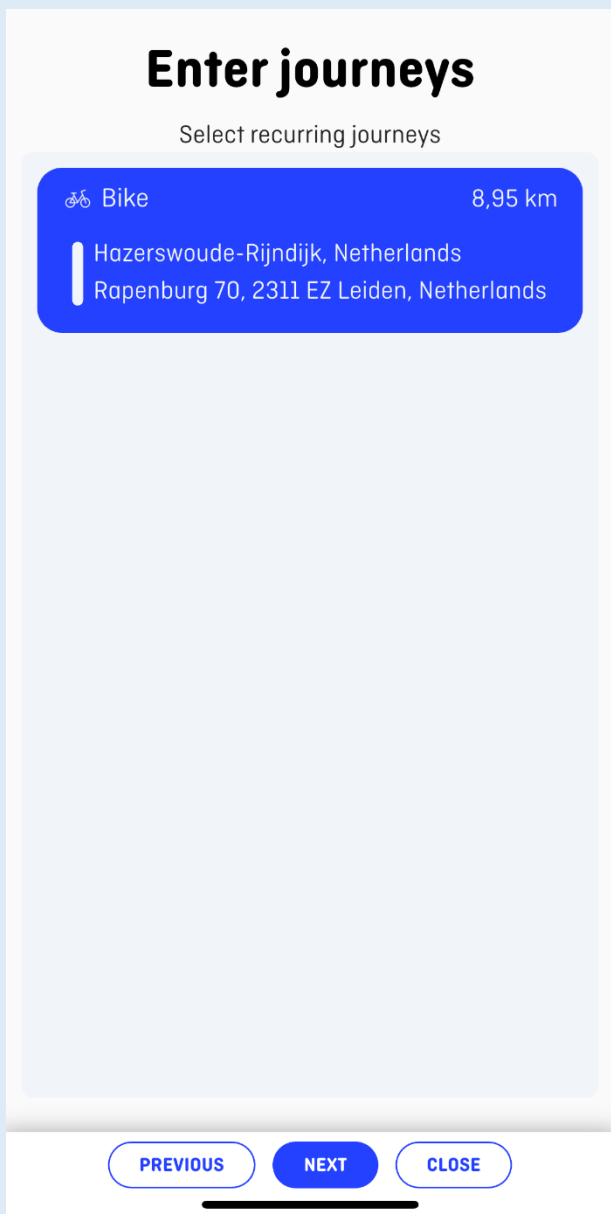 Enter journeys
Select recurring journeys
Bike 8,95 km
Hazerswoude-Rijndijk, Netherlands
Rapenburg 70, 2311 EZ Leiden, Netherlands
PREVIOUS NEXT CLOSE